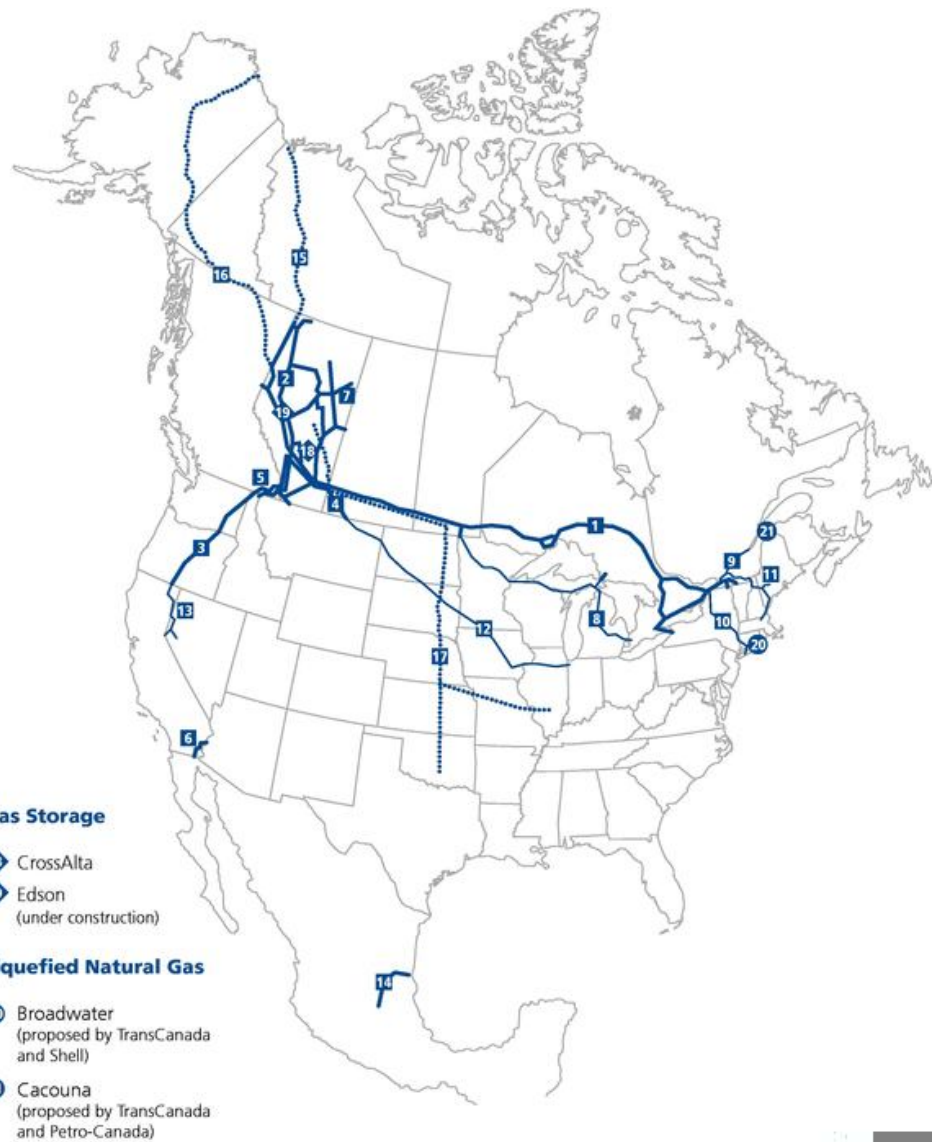 16
15
2
7
19
18
5
4
1
21
3
9
11
13
8
10
12
20
17
6
as Storage
CrossAlta
Edson
(under construction)
quefied Natural Gas
14
Broadwater
(proposed by TransCanada
and Shell)
Cacouna
(proposed by TransCanada
and Petro-Canada)